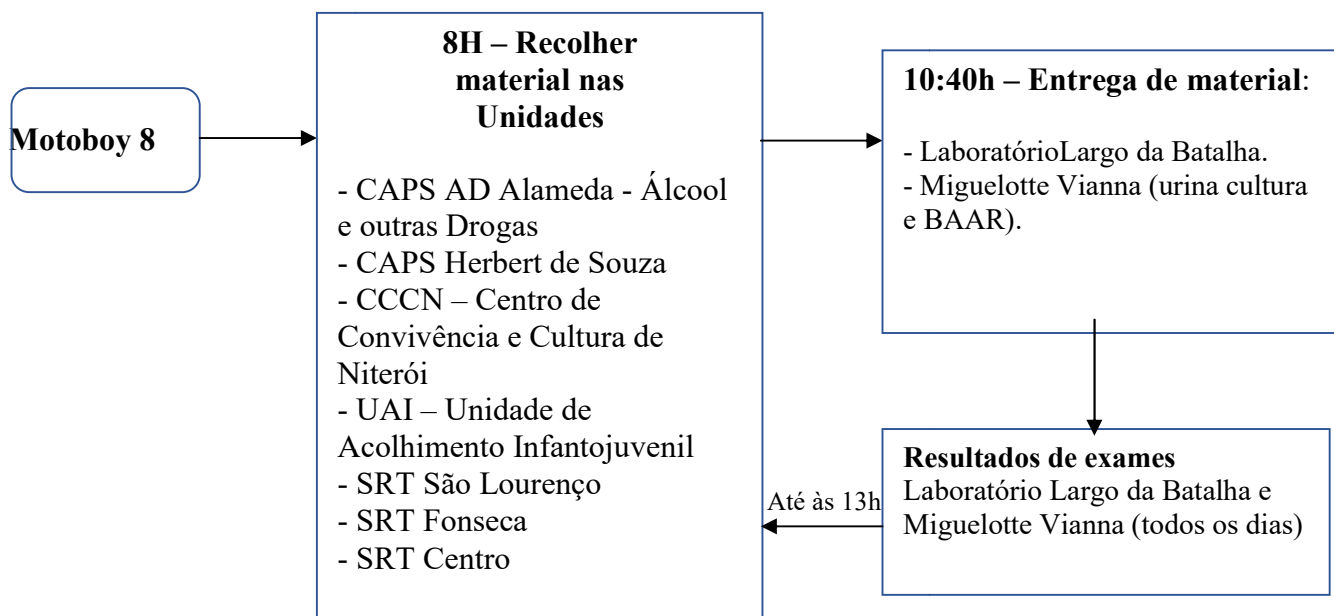 Motoboy 8
8H – Recolher
material nas
Unidades
- CAPS AD Alameda - Álcool
e outras Drogas
- CAPS Herbert de Souza
- CCCN – Centro de
Convivência e Cultura de
Niterói
- UAI – Unidade de
Acolhimento Infantojuvenil
- SRT São Lourenço
- SRT Fonseca
- SRT Centro
10:40h – Entrega de material:
- LaboratórioLargo da Batalha.
- Miguelotte Vianna (urina cultura
e BAAR).
Resultados de exames
Laboratório Largo da Batalha e
Miguelotte Vianna (todos os dias)
Até às 13h